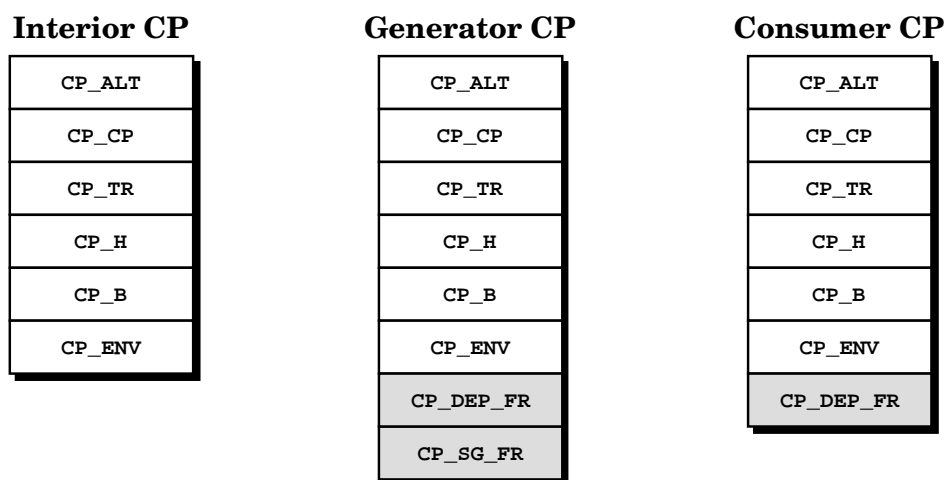 Interior CP
CP_ALT
CP_CP
CP_TR
CP_H
CP_B
CP_ENV
Generator CP
CP_ALT
CP_CP
CP_TR
CP_H
CP_B
CP_ENV
CP_DEP_FR
CP_SG_FR
Consumer CP
CP_ALT
CP_CP
CP_TR
CP_H
CP_B
CP_ENV
CP_DEP_FR